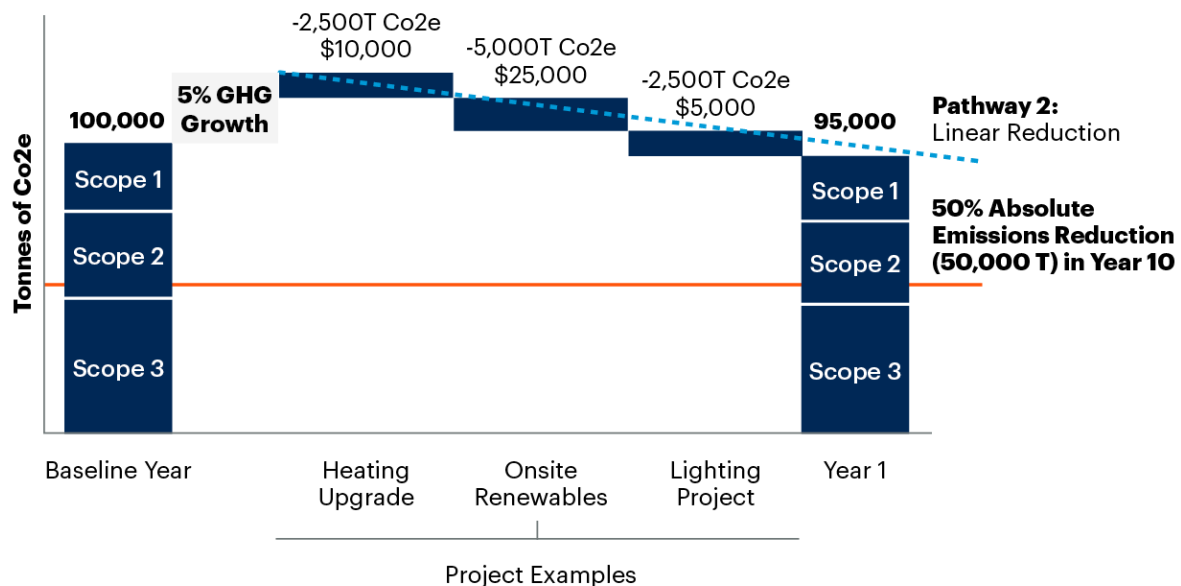 -2,500T Co2e
$10,000
-5,000T Co2e
$25,000
-2,500T Co2e
$5,000
5% GHG
Growth
100,000
95,000
Pathway 2:
Linear Reduction
50% Absolute
Emissions Reduction
(50,000 T) in Year 10
Tonnes of Co2e
Scope 1
Scope 2
Scope 3
Scope 1
Scope 2
Scope 3
Baseline Year
Heating
Upgrade
Onsite
Renewables
Lighting
Project
Year 1
Project Examples